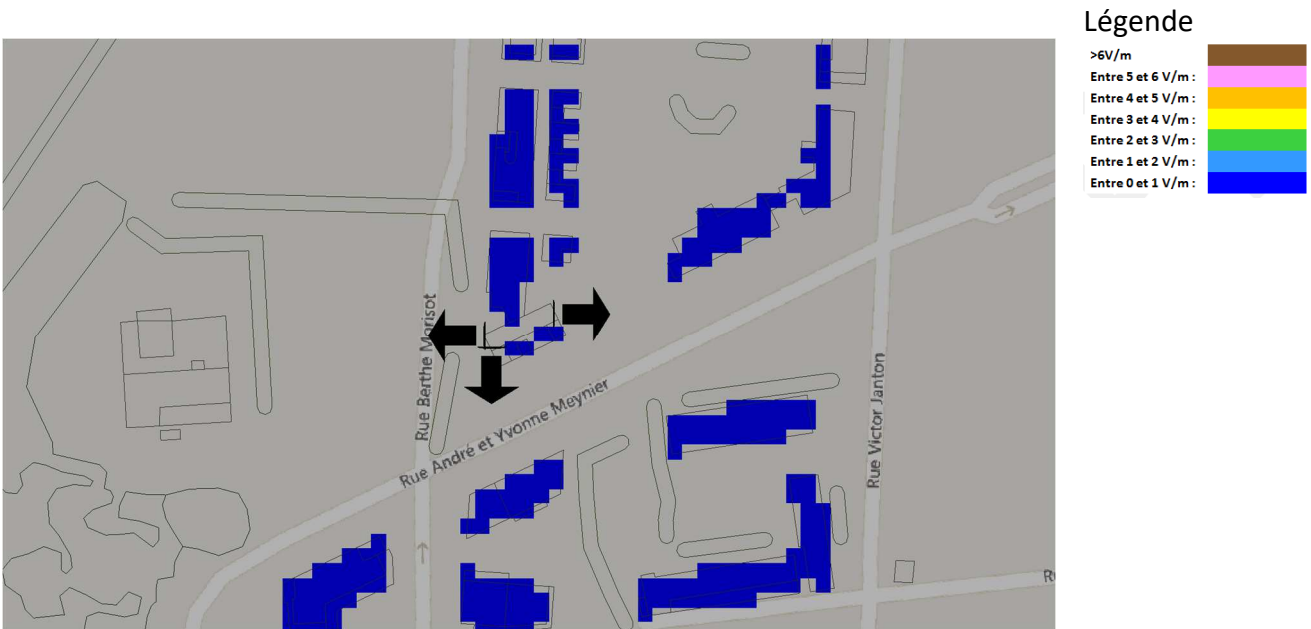 Légende
>6V/m
Entre 5 et 6 V/m :
Entre 4 et 5 V/m :
Entre 3 et 4 V/m :
Entre 2 et 3 V/m :
Entre 1 et 2 V/m :
Entre 0 et 1 V/m :
Rue Berthe Morisot
Rue André et Yvonne Meynier
Rue Victor Janton